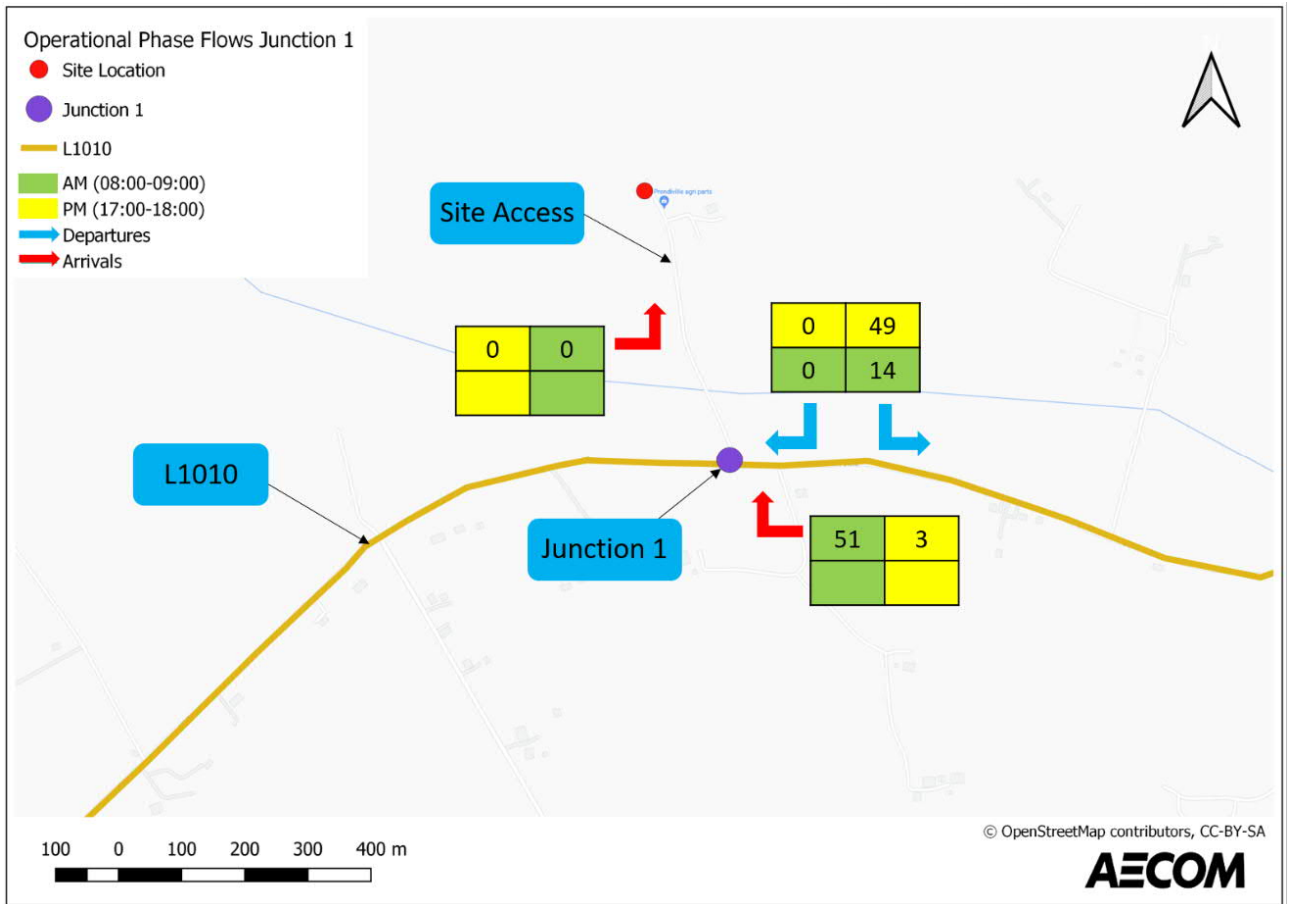 Operational Phase Flows Junction 1
Site Location
Junction 1
L1010
AM (08:00-09:00)
PM (17:00-18:00)
Departures
Arrivals
Site Access
0 49
0 14
0 0
L1010
Junction 1
51 3
© OpenStreetMap contributors, CC-BY-SA
100 0 100 200 300 400 m
AECOM